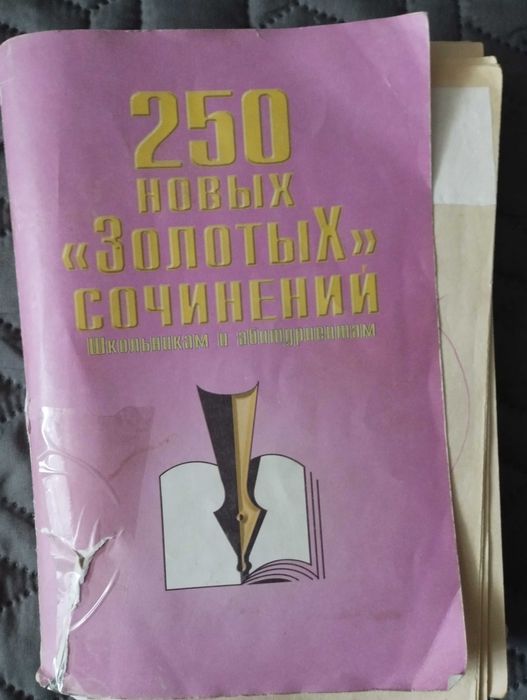 250
новых
«ЗолотыХ»
сочинений
Школьникам и абитуриентам